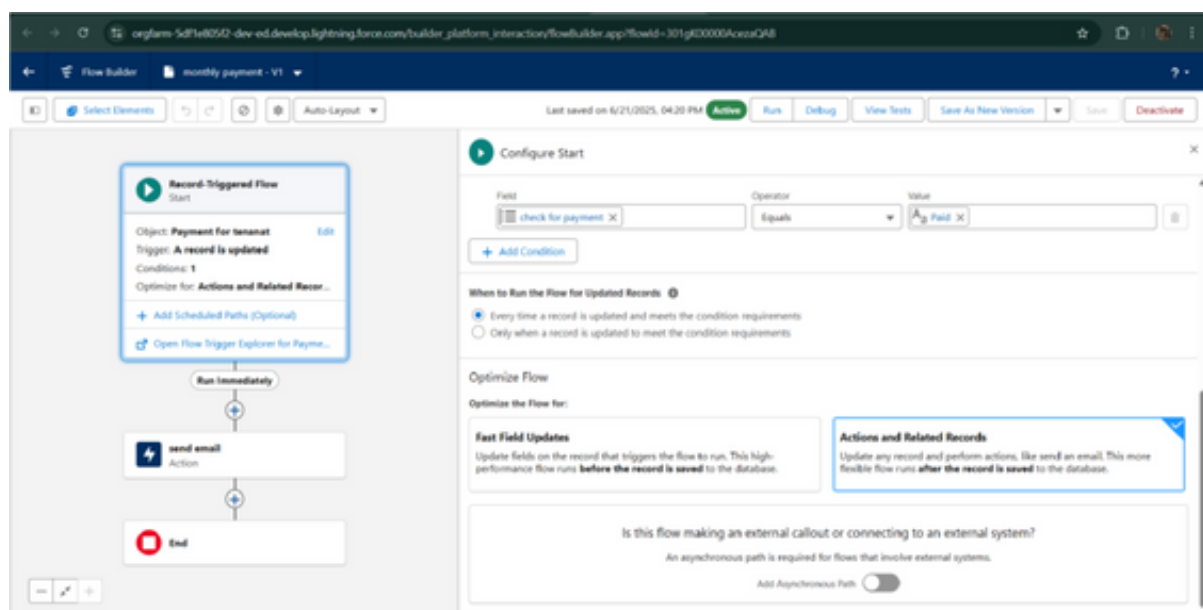 orgfarm-5df1e805f2-dev-ed.develop.lightning.force.com/builder_platform_interaction/flowBuilder.app?flowId=301gK00000AcezaQAB
Flow Builder monthly payment - V1 ?
Select Elements Auto-Layout Last saved on 6/21/2025, 04:20 PM Active Run Debug View Tests Save As New Version Save Deactivate
Record-Triggered Flow
Start
Object: Payment for tenanat Edit
Trigger: A record is updated
Conditions: 1
Optimize for: Actions and Related Recor...
+ Add Scheduled Paths (Optional)
Open Flow Trigger Explorer for Payme...
Run Immediately
send email
Action
End
Configure Start
Field Operator Value
check for payment Equals Paid
+ Add Condition
When to Run the Flow for Updated Records
Every time a record is updated and meets the condition requirements
Only when a record is updated to meet the condition requirements
Optimize Flow
Optimize the Flow for:
Fast Field Updates
Update fields on the record that triggers the flow to run. This high-
performance flow runs before the record is saved to the database.
Actions and Related Records
Update any record and perform actions, like send an email. This more
flexible flow runs after the record is saved to the database.
Is this flow making an external callout or connecting to an external system?
An asynchronous path is required for flows that involve external systems.
Add Asynchronous Path